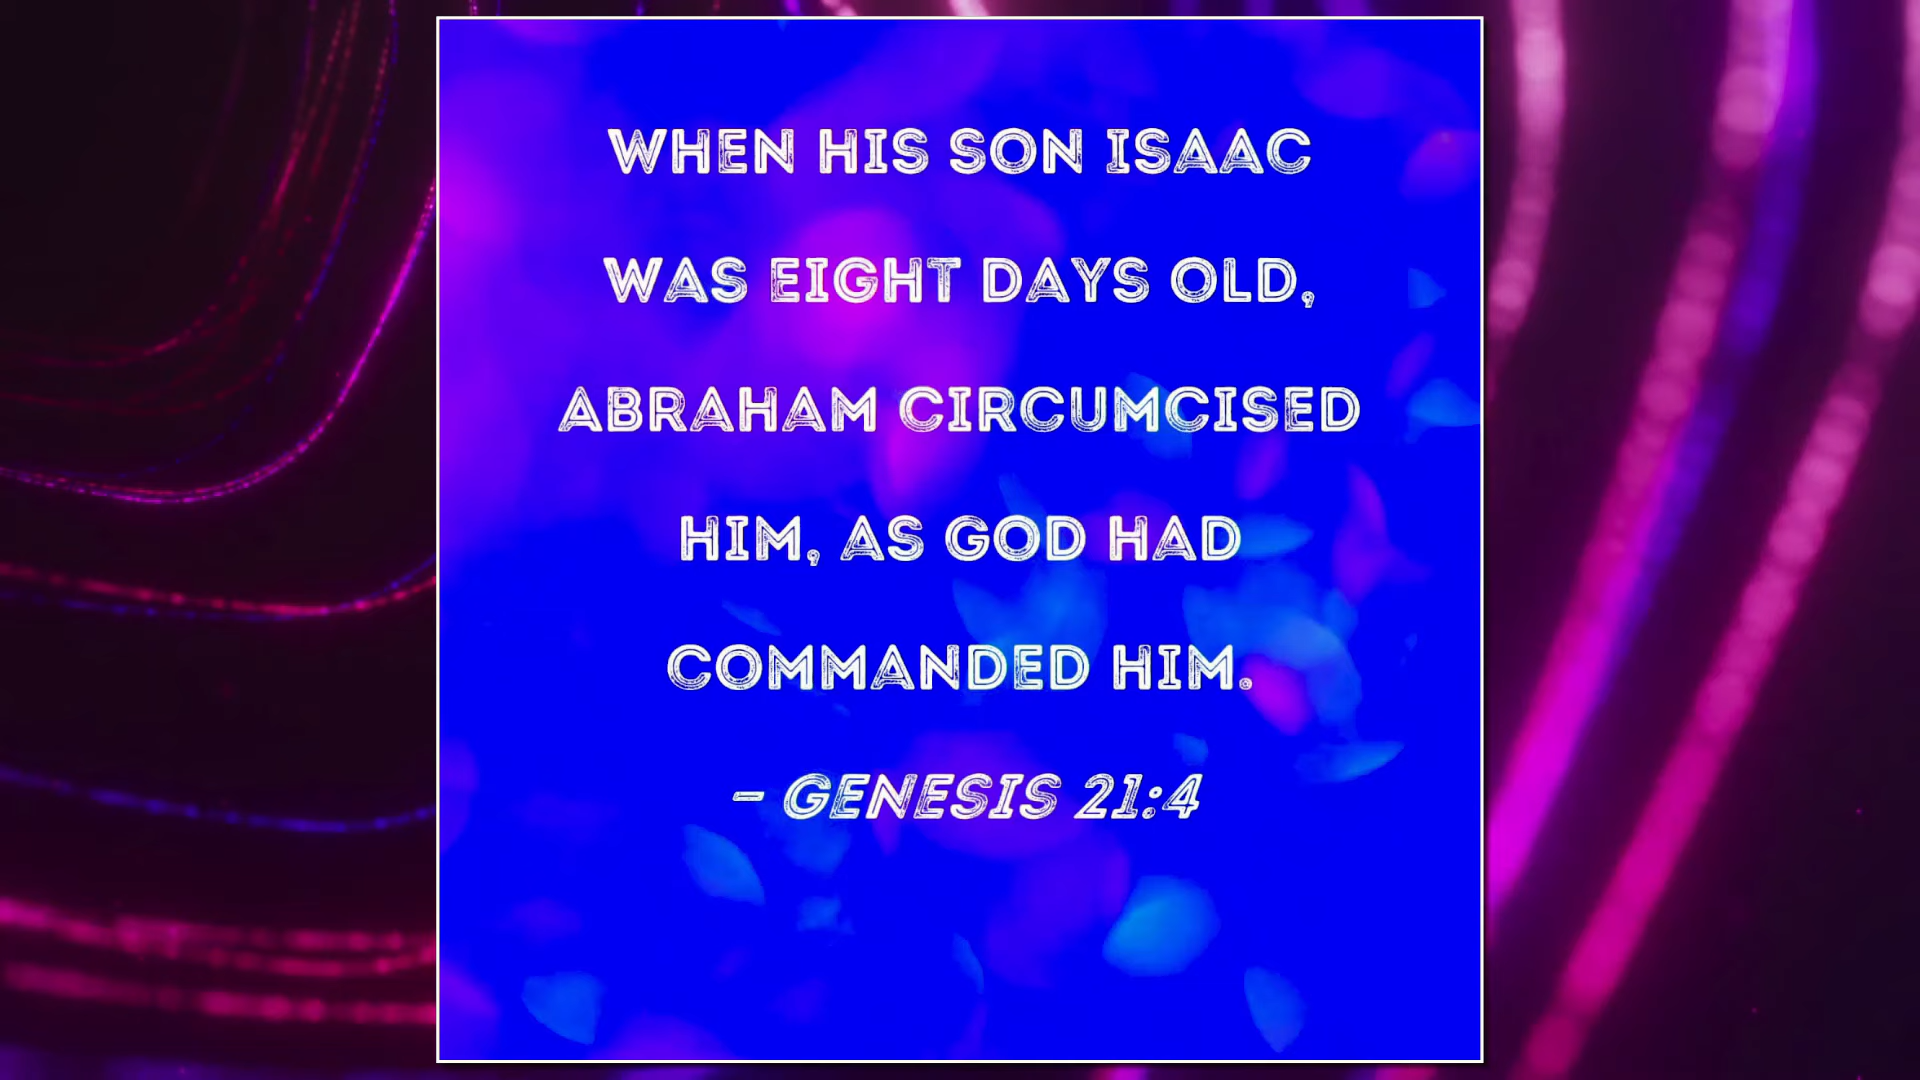 WHEN HIS SON ISAAC
WAS EIGHT DAYS OLD,
ABRAHAM CIRCUMCISED
HIM, AS GOD HAD
COMMANDED HIM.
– GENESIS 21:4